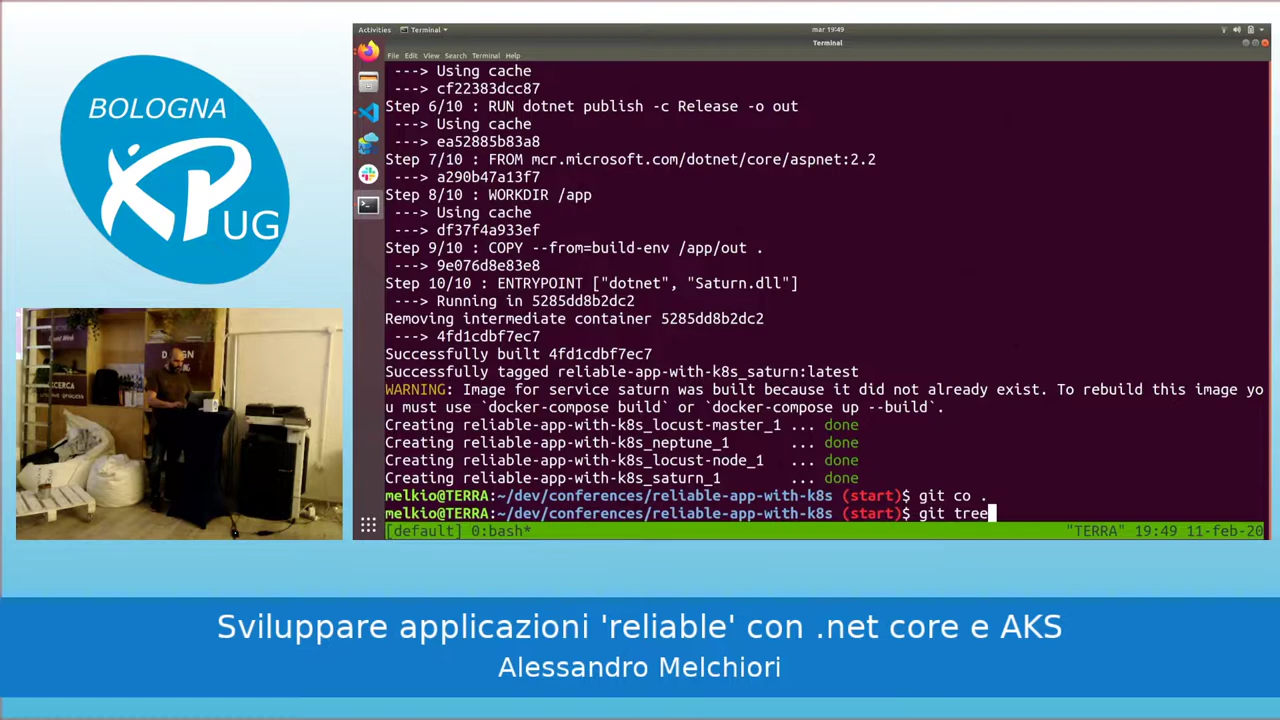 BOLOGNA
XP
UG
Activities
Terminal
mar 19:49
Terminal
File Edit View Search Terminal Help
---> Using cache
---> cf22383dcc87
Step 6/10 : RUN dotnet publish -c Release -o out
---> Using cache
---> ea52885b83a8
Step 7/10 : FROM mcr.microsoft.com/dotnet/core/aspnet:2.2
---> a290b47a13f7
Step 8/10 : WORKDIR /app
---> Using cache
---> df37f4a933ef
Step 9/10 : COPY --from=build-env /app/out .
---> 9e076d8e83e8
Step 10/10 : ENTRYPOINT ["dotnet", "Saturn.dll"]
---> Running in 5285dd8b2dc2
Removing intermediate container 5285dd8b2dc2
---> 4fd1cdbf7ec7
Successfully built 4fd1cdbf7ec7
Successfully tagged reliable-app-with-k8s_saturn:latest
WARNING: Image for service saturn was built because it did not already exist. To rebuild this image yo
u must use `docker-compose build` or `docker-compose up --build`.
Creating reliable-app-with-k8s_locust-master_1 ... done
Creating reliable-app-with-k8s_neptune_1 ... done
Creating reliable-app-with-k8s_locust-node_1 ... done
Creating reliable-app-with-k8s_saturn_1 ... done
melkio@TERRA:~/dev/conferences/reliable-app-with-k8s (start)$ git co .
melkio@TERRA:~/dev/conferences/reliable-app-with-k8s (start)$ git tree
[default] 0:bash* "TERRA" 19:49 11-feb-20
Sviluppare applicazioni 'reliable' con .net core e AKS
Alessandro Melchiori